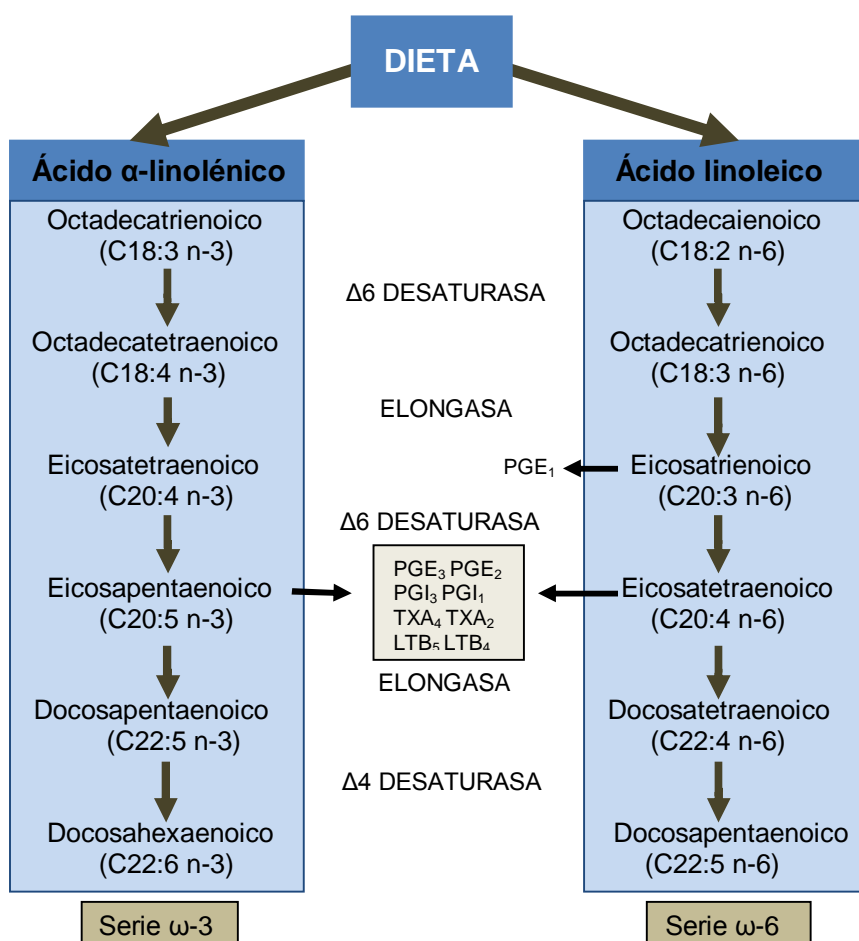 DIETA
Ácido α-linolénico
Octadecatrienoico
(C18:3 n-3)
Octadecatetraenoico
(C18:4 n-3)
Eicosatetraenoico
(C20:4 n-3)
Eicosapentaenoico
(C20:5 n-3)
Docosapentaenoico
(C22:5 n-3)
Docosahexaenoico
(C22:6 n-3)
Serie ω-3
Δ6 DESATURASA
ELONGASA
PGE₁
Δ6 DESATURASA
PGE₃ PGE₂
PGI₃ PGI₁
TXA₄ TXA₂
LTB₅ LTB₄
ELONGASA
Δ4 DESATURASA
Ácido linoleico
Octadecaienoico
(C18:2 n-6)
Octadecatrienoico
(C18:3 n-6)
Eicosatrienoico
(C20:3 n-6)
Eicosatetraenoico
(C20:4 n-6)
Docosatetraenoico
(C22:4 n-6)
Docosapentaenoico
(C22:5 n-6)
Serie ω-6